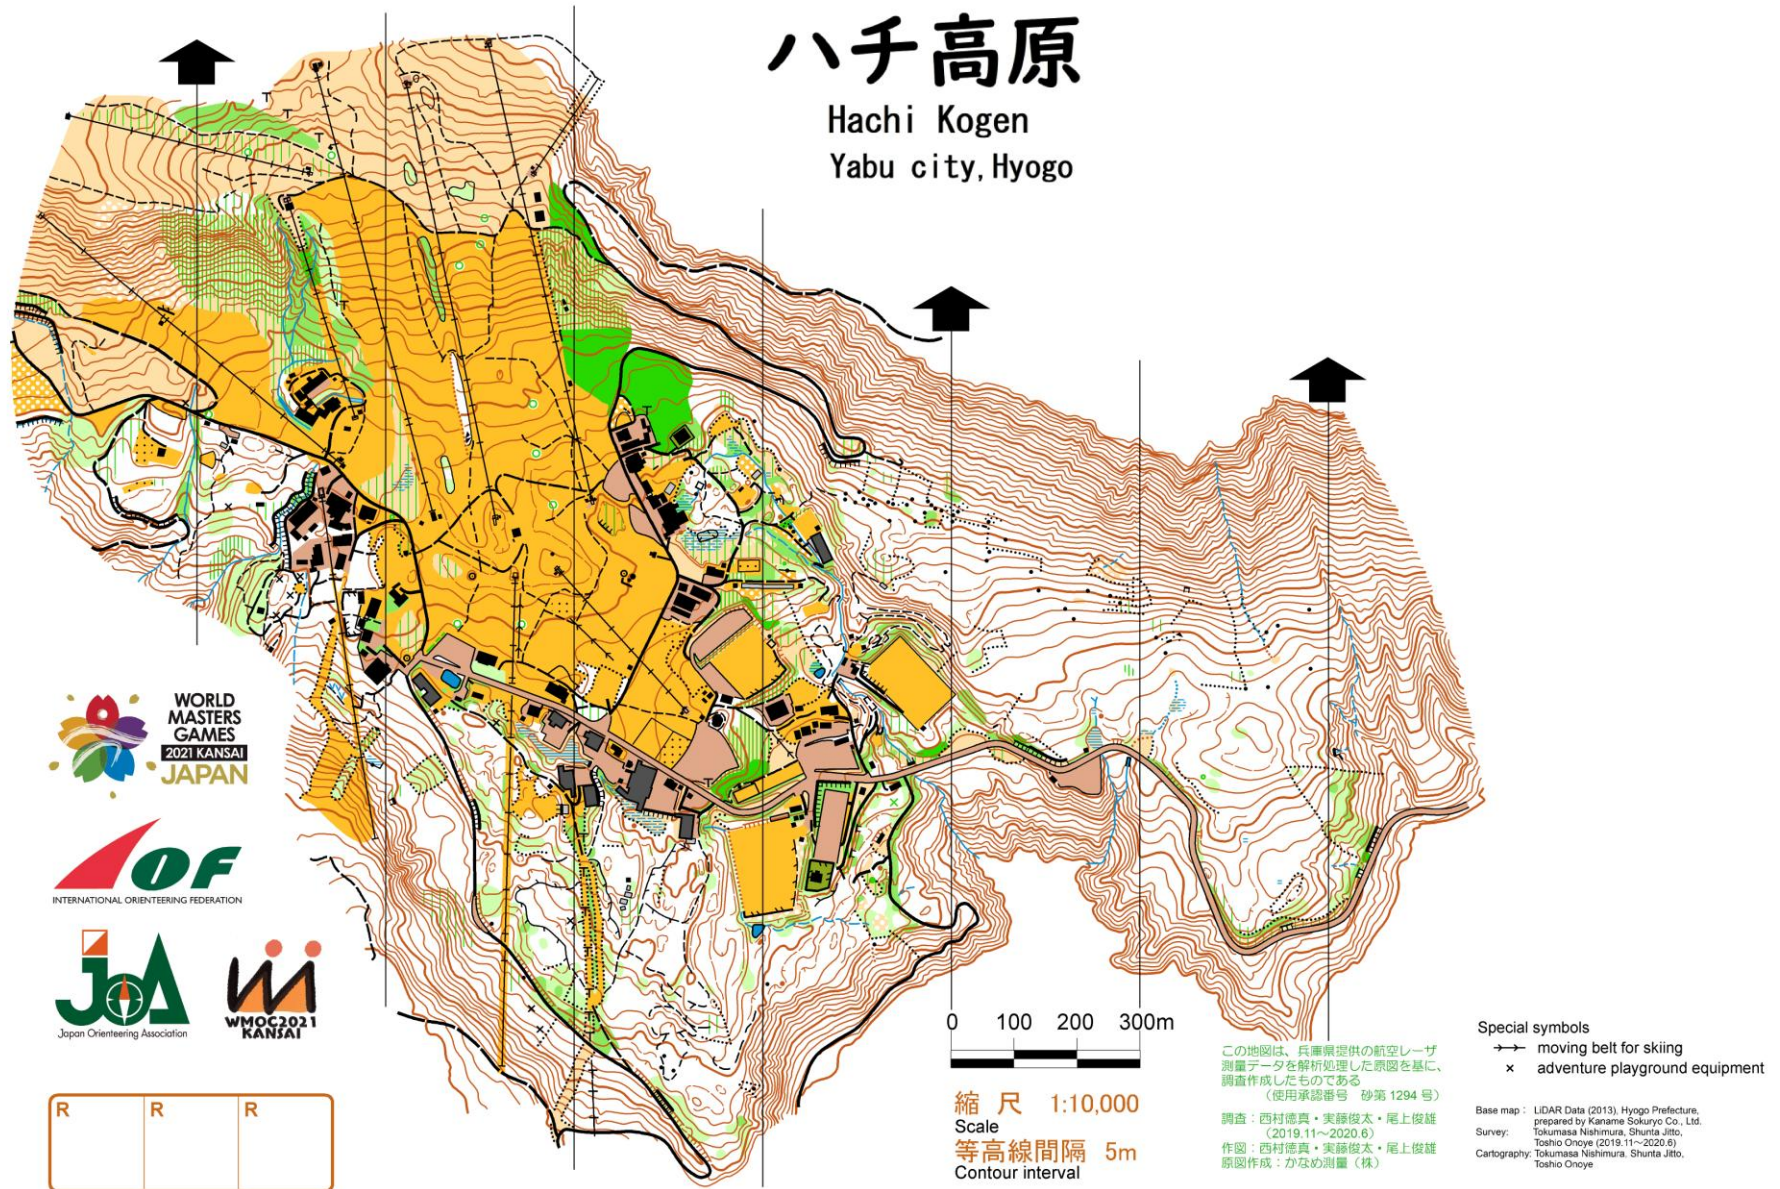 ハチ高原
Hachi Kogen
Yabu city, Hyogo
WORLD
MASTERS
GAMES
2021 KANSAI
JAPAN
IOF
INTERNATIONAL ORIENTEERING FEDERATION
JOA
Japan Orienteering Association
WMOC2021
KANSAI
R R R
0 100 200 300m
縮 尺 1:10,000
Scale
等高線間隔 5m
Contour interval
この地図は、兵庫県提供の航空レーザ
測量データを解析処理した原図を基に、
調査作成したものである
(使用承認番号 砂第 1294 号)
調査:西村徳真・実藤俊太・尾上俊雄
(2019.11~2020.6)
作図:西村徳真・実藤俊太・尾上俊雄
原図作成:かなめ測量(株)
Special symbols
moving belt for skiing
× adventure playground equipment
Base map : LiDAR Data (2013), Hyogo Prefecture,
prepared by Kaname Sokuryo Co., Ltd.
Survey: Tokumasa Nishimura, Shunta Jitto,
Toshio Onoye (2019.11~2020.6)
Cartography: Tokumasa Nishimura, Shunta Jitto,
Toshio Onoye